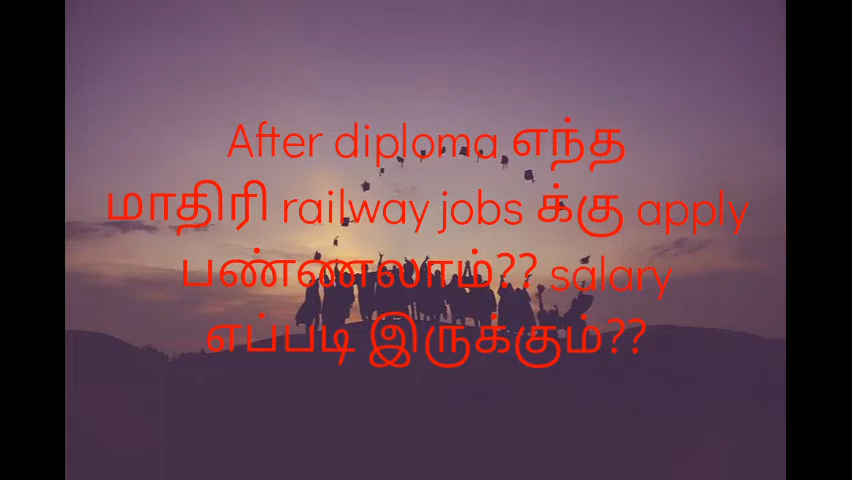 After diploma எந்த
மாதிரி railway jobs க்கு apply
பண்ணலாம்?? salary
எப்படி இருக்கும்??